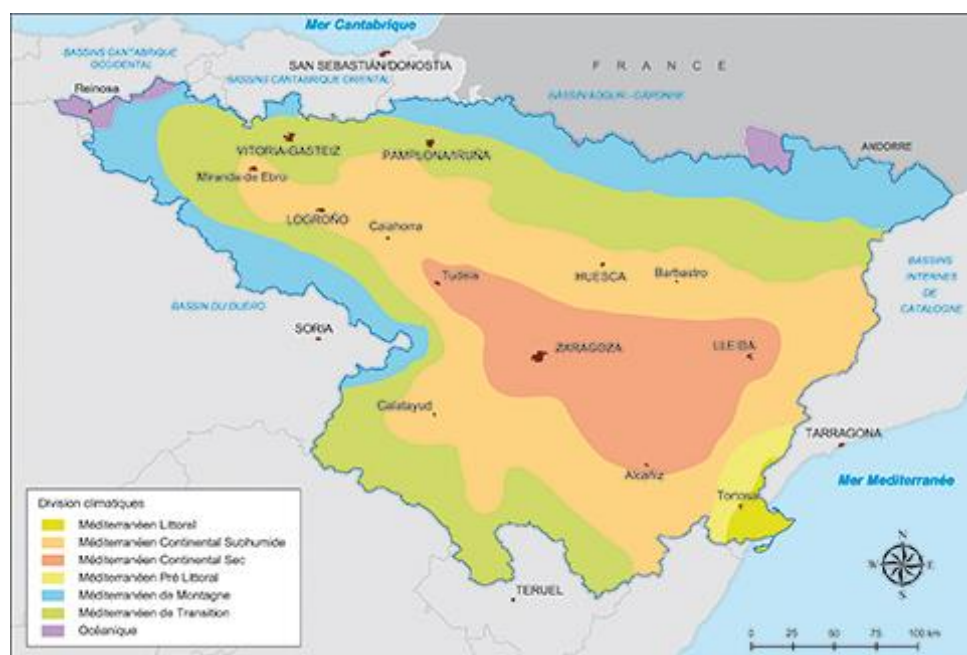 Mer Cantabrique
BASSINS CANTABRIQUE
OCCIDENTAL
SAN SEBASTIÁN/DONOSTIA
FRANCE
BASSINS CANTABRIQUE ORIENTAL
Reinosa
BASSIN ADOUR - GARONNE
VITORIA-GASTEIZ
PAMPLONA/IRUÑA
ANDORRE
Miranda de Ebro
LOGROÑO
Calahorra
BASSINS
INTERNES
DE
CATALOGNE
Tudela
HUESCA
Barbastro
BASSIN DU DUERO
SORIA
ZARAGOZA
LLEIDA
Calatayud
TARRAGONA
Alcañiz
Mer Mediterranée
Tortosa
TERUEL
Division climatiques
Méditerranéen Littoral
Méditerranéen Continental Subhumide
Méditerranéen Continental Sec
Méditerranéen Pré Littoral
Méditerranéen de Montagne
Méditerranéen de Transition
Océanique
N
W
E
S
0 25 50 75 100 km